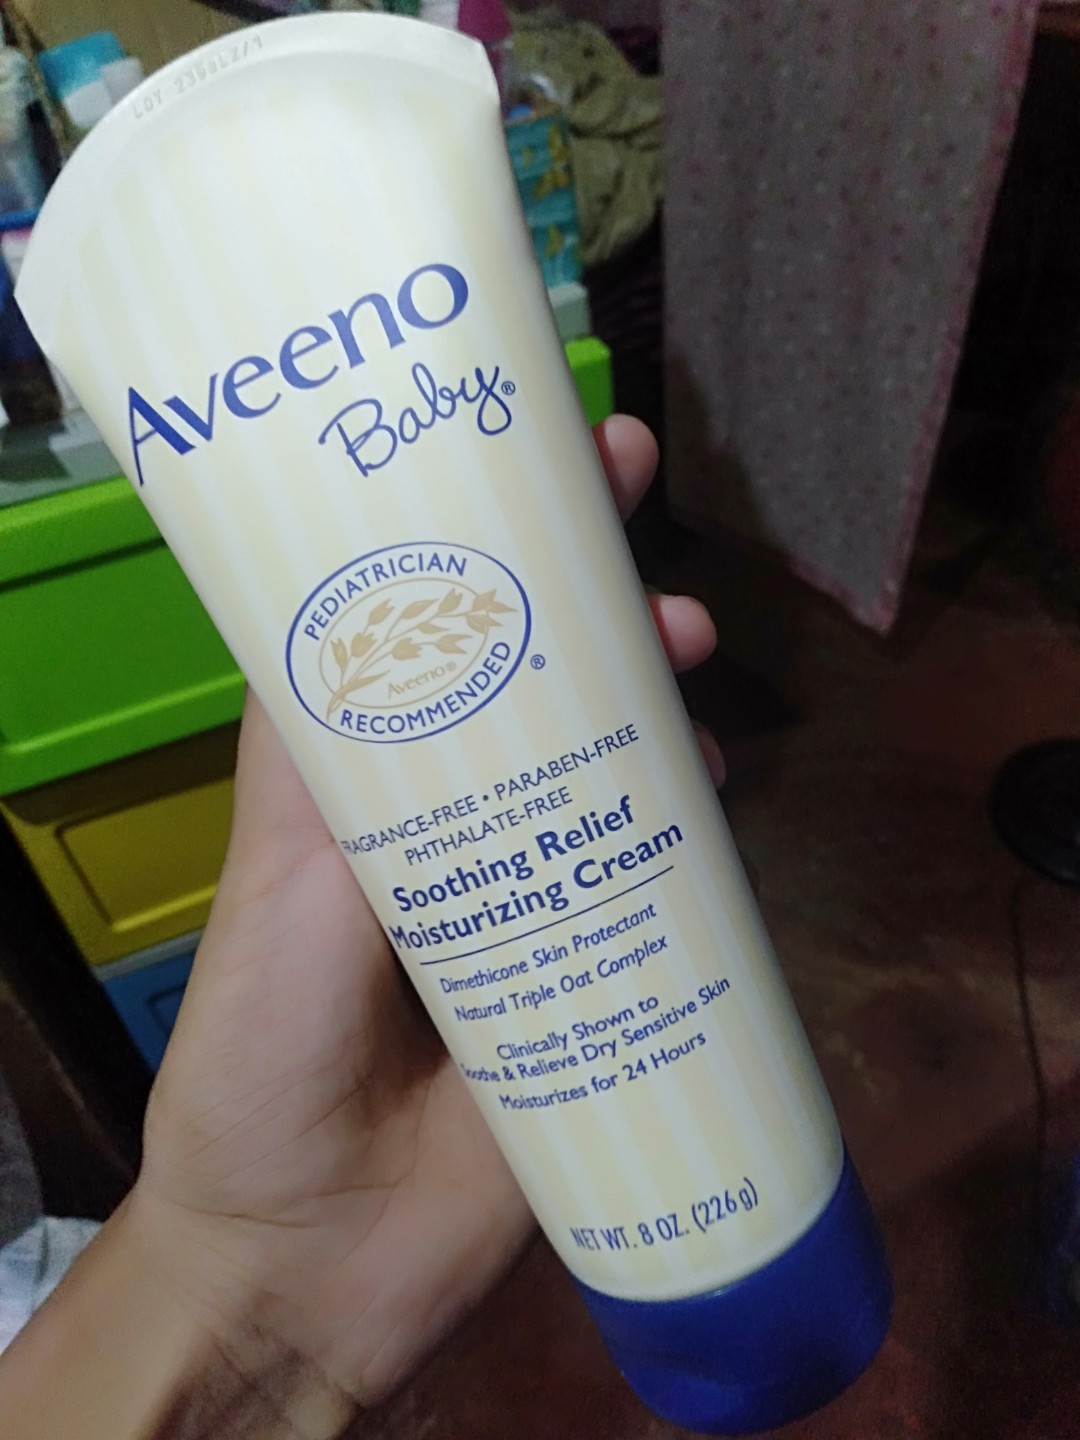 Aveeno
Baby®
PEDIATRICIAN
Aveeno®
RECOMMENDED
®
FRAGRANCE-FREE • PARABEN-FREE
PHTHALATE-FREE
Soothing Relief
Moisturizing Cream
Dimethicone Skin Protectant
Natural Triple Oat Complex
Clinically Shown to
Soothe & Relieve Dry Sensitive Skin
Moisturizes for 24 Hours
NET WT. 8 OZ. (226 g)